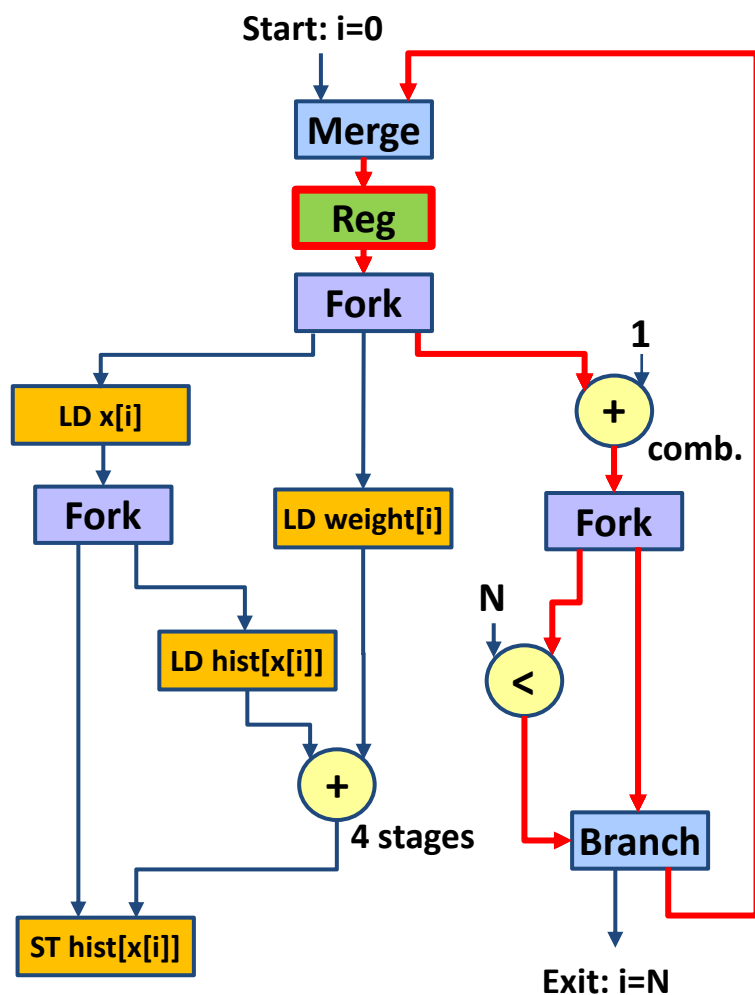 Start: i=0
Merge
Reg
Fork
1
LD x[i]
+
comb.
Fork
LD weight[i]
Fork
N
LD hist[x[i]]
<
+
4 stages
Branch
ST hist[x[i]]
Exit: i=N